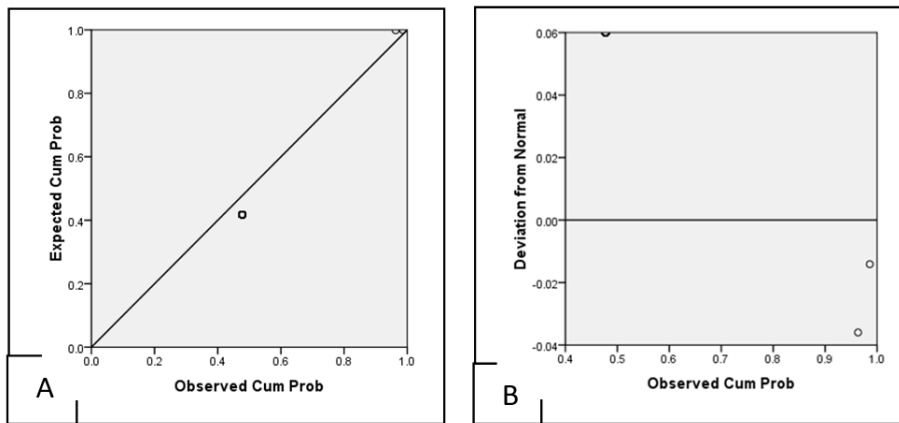 1.0
0.8
0.6
0.4
0.2
0.0
Expected Cum Prob
0.0 0.2 0.4 0.6 0.8 1.0
Observed Cum Prob
A
0.06
0.04
0.02
0.00
-0.02
-0.04
Deviation from Normal
0.4 0.5 0.6 0.7 0.8 0.9 1.0
Observed Cum Prob
B